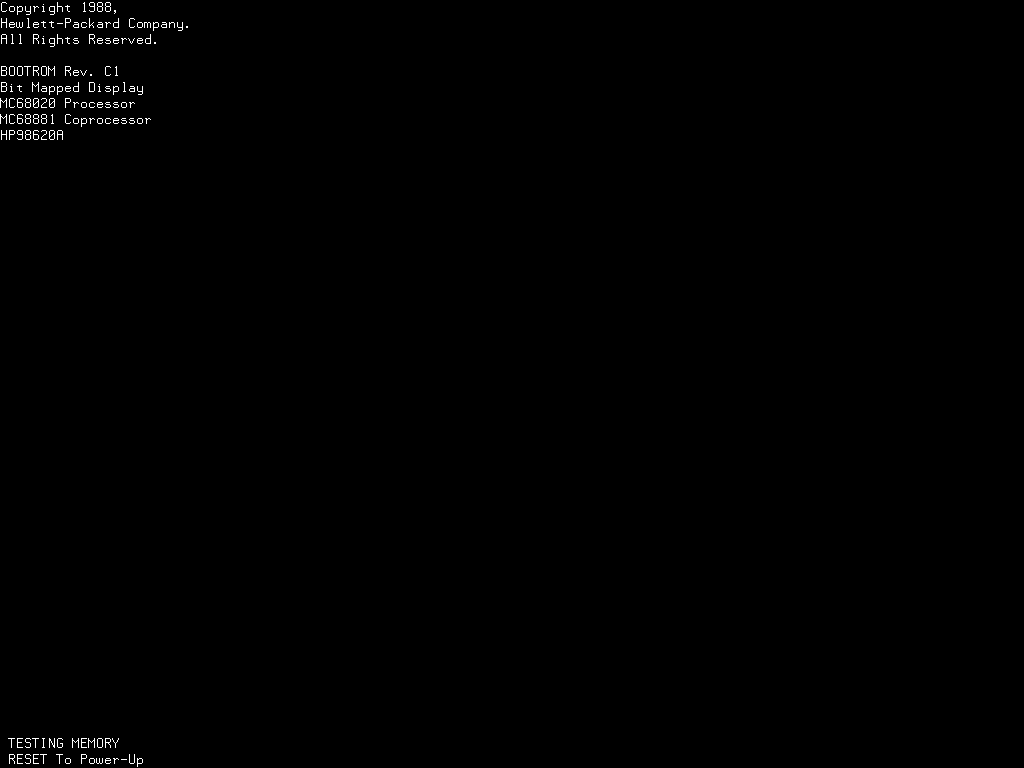 Copyright 1988,
Hewlett-Packard Company.
All Rights Reserved.
BOOTROM Rev. C1
Bit Mapped Display
MC68020 Processor
MC68881 Coprocessor
HP98620A
TESTING MEMORY
RESET To Power-Up